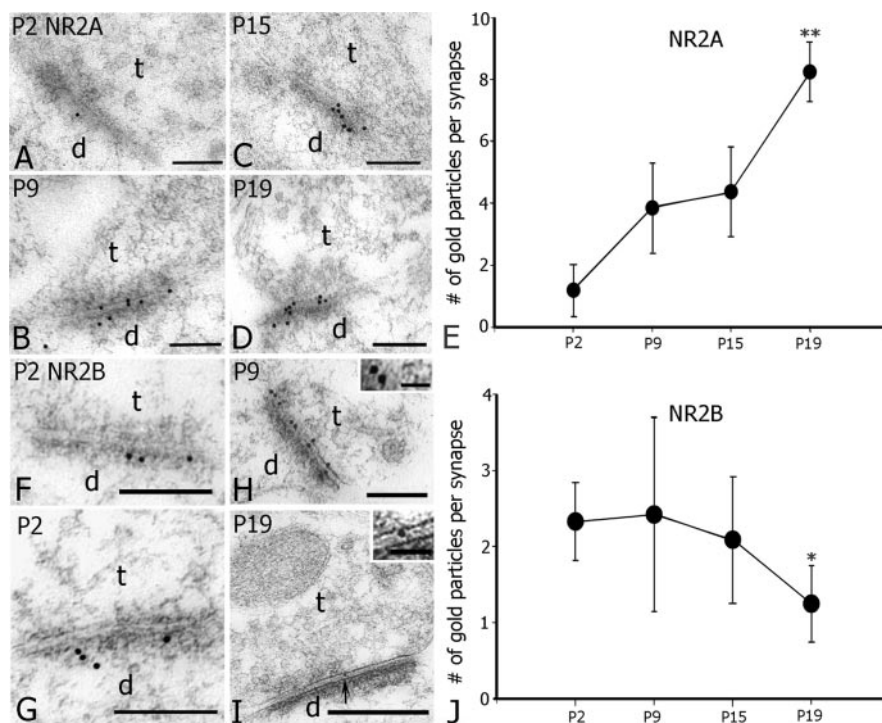 P2 NR2A
t
d
A
P15
t
d
C
P9
t
d
B
P19
t
d
D
P2 NR2B
t
d
F
P9
t
d
H
P2
t
d
G
P19
t
d
I
NR2A
# of gold particles per synapse
10
8
6
4
2
0
**
P2 P9 P15 P19
E
NR2B
# of gold particles per synapse
4
3
2
1
0
*
P2 P9 P15 P19
J